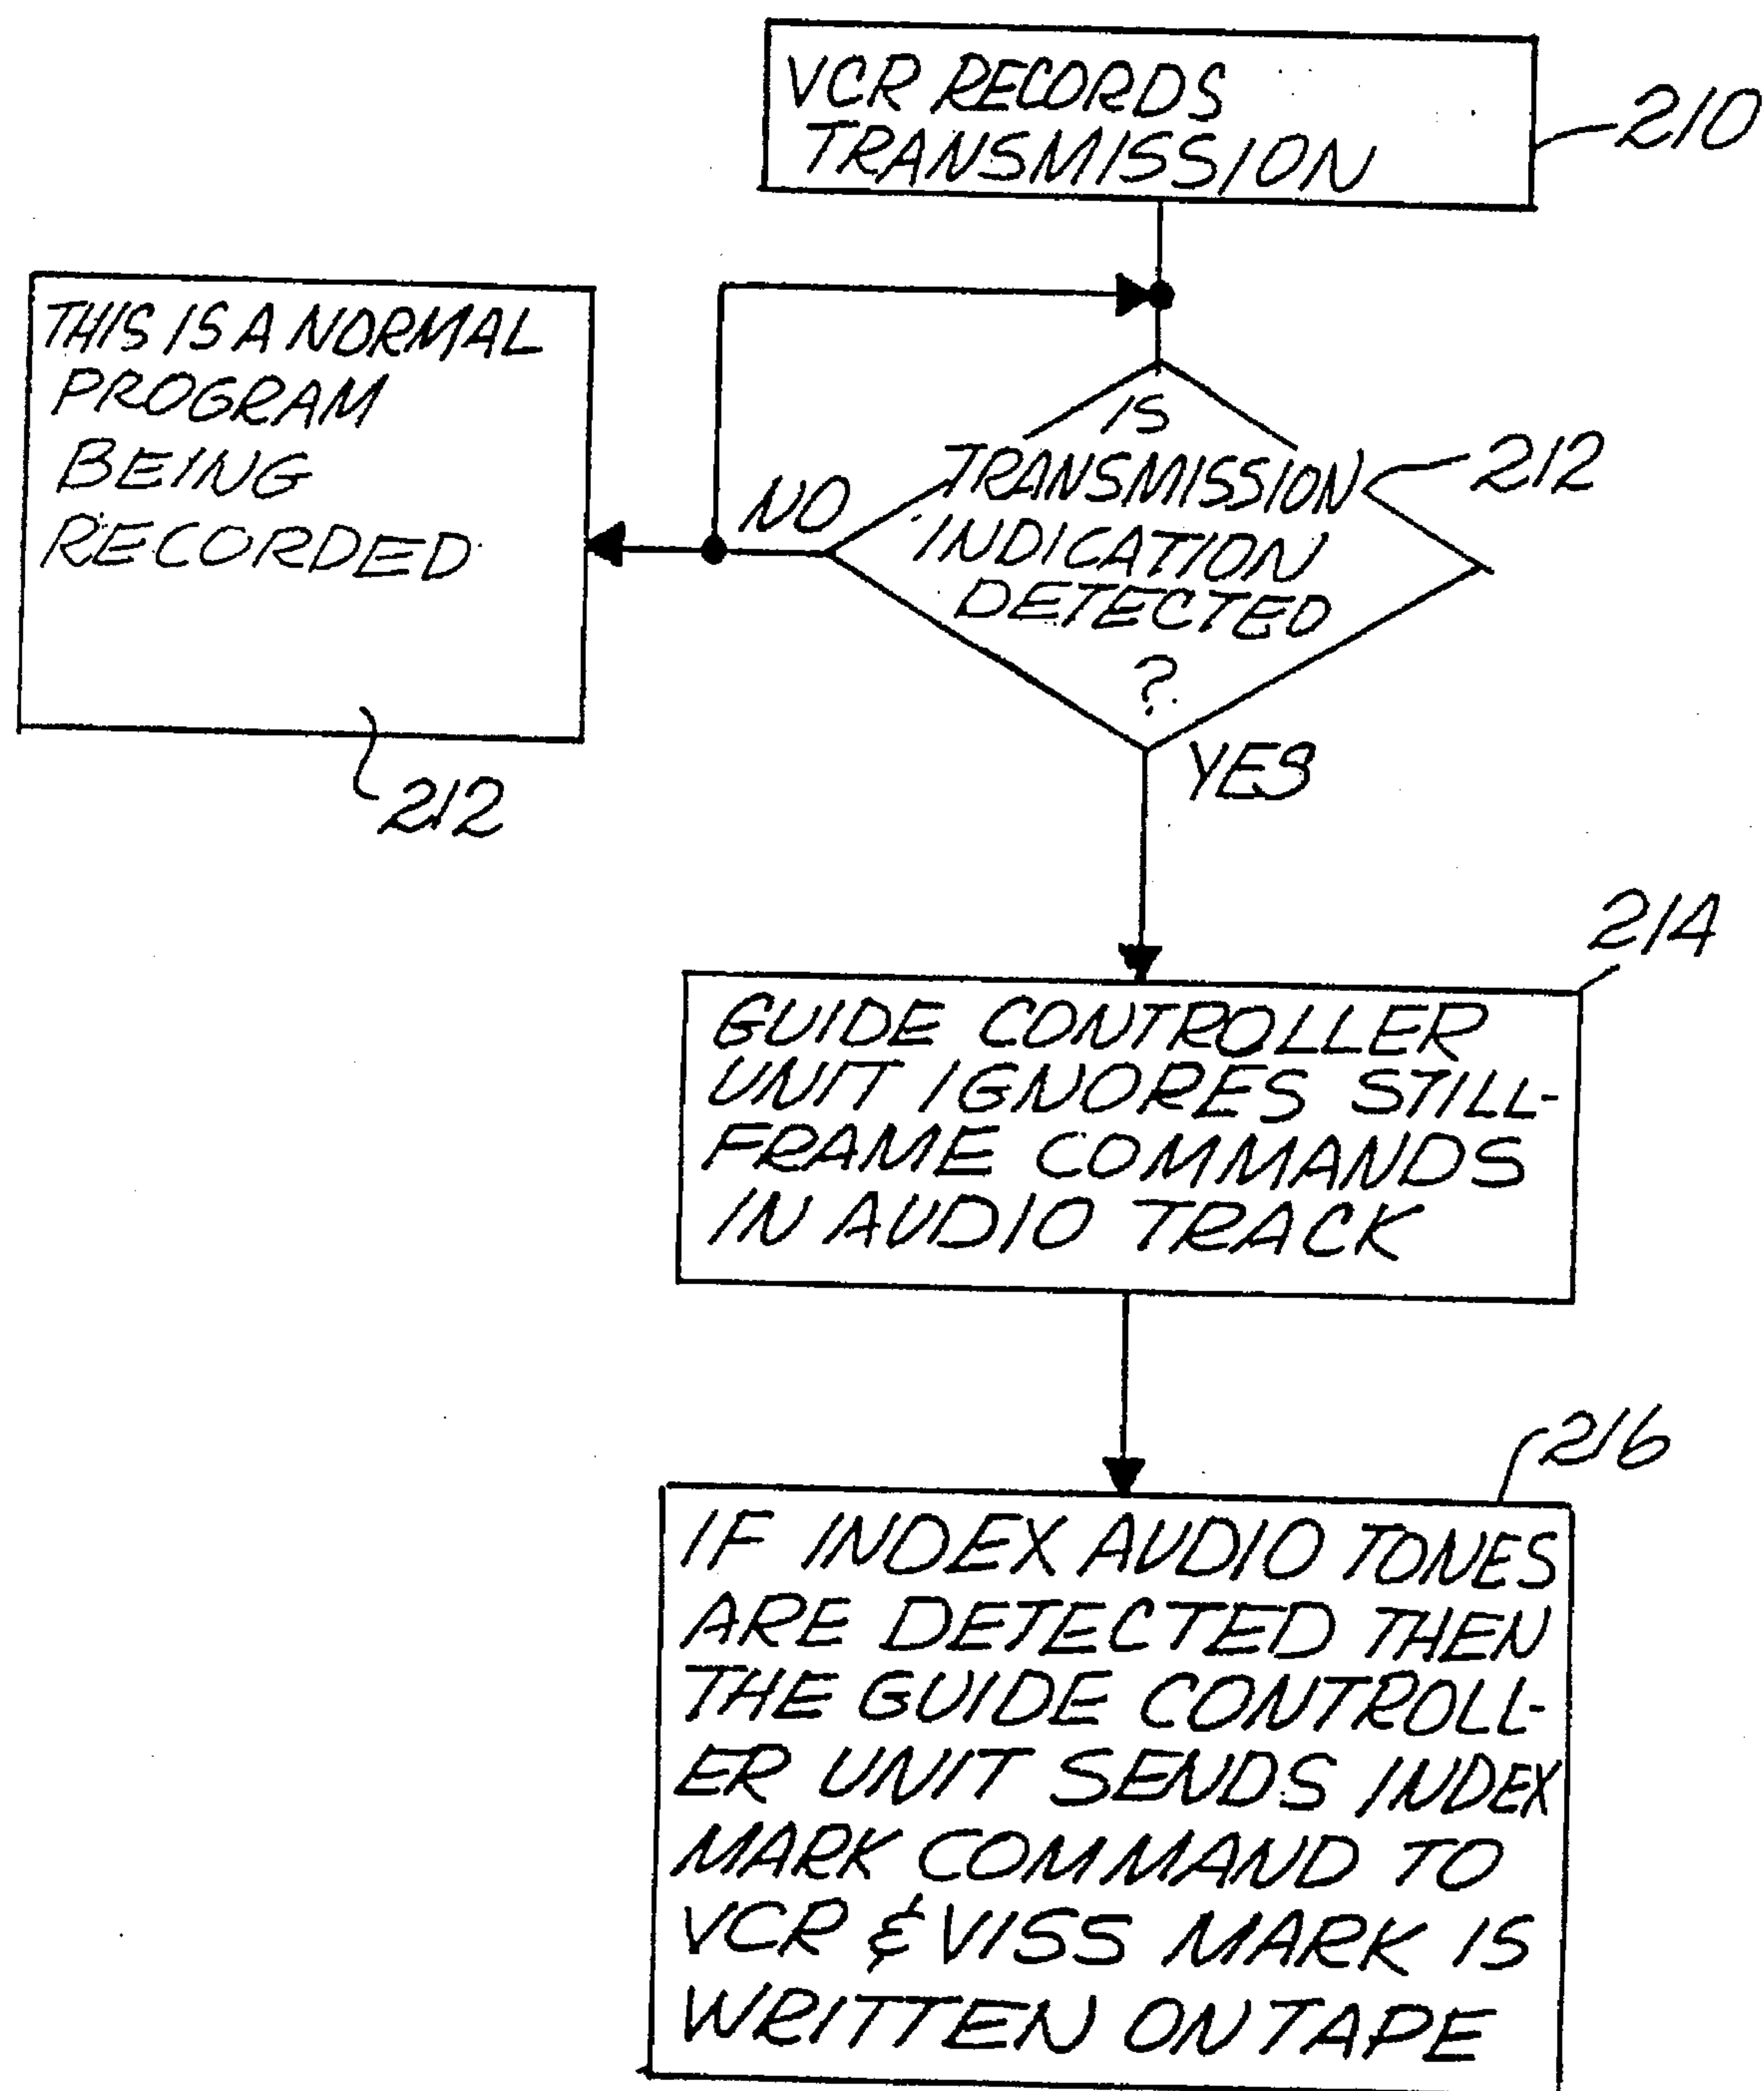 VCR RECORDS
TRANSMISSION
210
THIS IS A NORMAL
PROGRAM
BEING
RECORDED
212
IS
TRANSMISSION
INDICATION
DETECTED
?
212
NO
YES
GUIDE CONTROLLER
UNIT IGNORES STILL-
FRAME COMMANDS
IN AUDIO TRACK
214
IF INDEX AUDIO TONES
ARE DETECTED THEN
THE GUIDE CONTROLL-
ER UNIT SENDS INDEX
MARK COMMAND TO
VCR & VISS MARK IS
WRITTEN ON TAPE
216